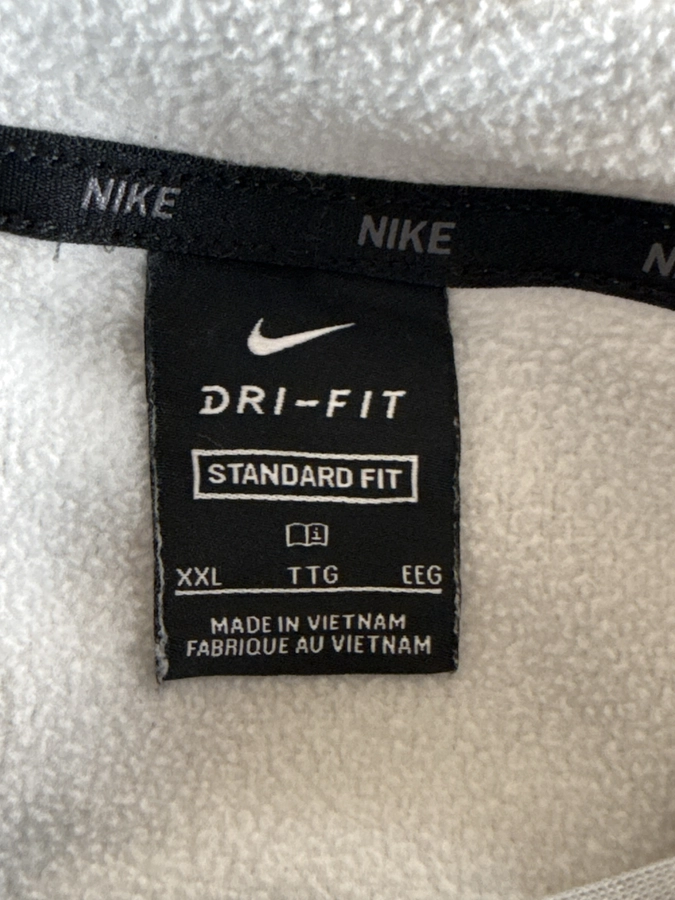 NIKE NIKE N
DRI-FIT
STANDARD FIT
XXL TTG EEG
MADE IN VIETNAM
FABRIQUE AU VIETNAM